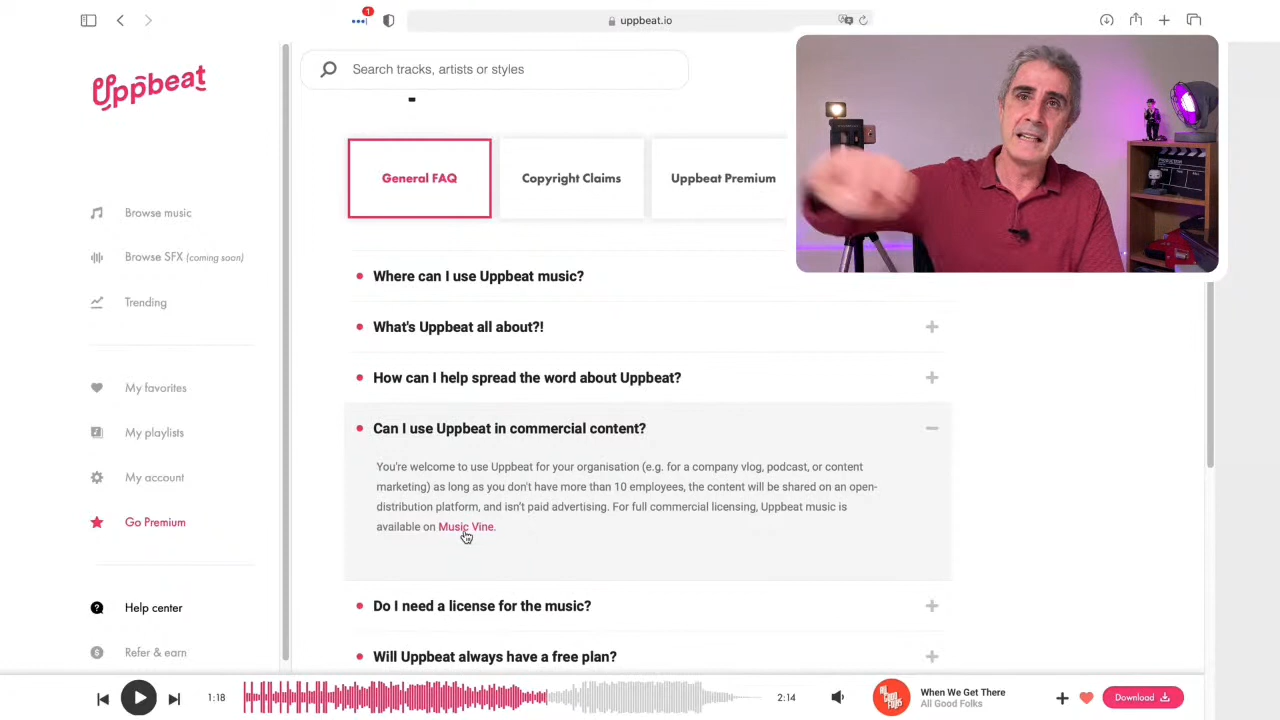 1
uppbeat.io
Uppbeat
Search tracks, artists or styles
General FAQ
Copyright Claims
Uppbeat Premium
Browse music
Browse SFX (coming soon)
Trending
My favorites
My playlists
My account
Go Premium
Help center
Refer & earn
Where can I use Uppbeat music?
What's Uppbeat all about?!
How can I help spread the word about Uppbeat?
Can I use Uppbeat in commercial content?
You're welcome to use Uppbeat for your organisation (e.g. for a company vlog, podcast, or content
marketing) as long as you don't have more than 10 employees, the content will be shared on an open-
distribution platform, and isn't paid advertising. For full commercial licensing, Uppbeat music is
available on Music Vine.
Do I need a license for the music?
Will Uppbeat always have a free plan?
1:18
2:14
When We Get There
All Good Folks
Download